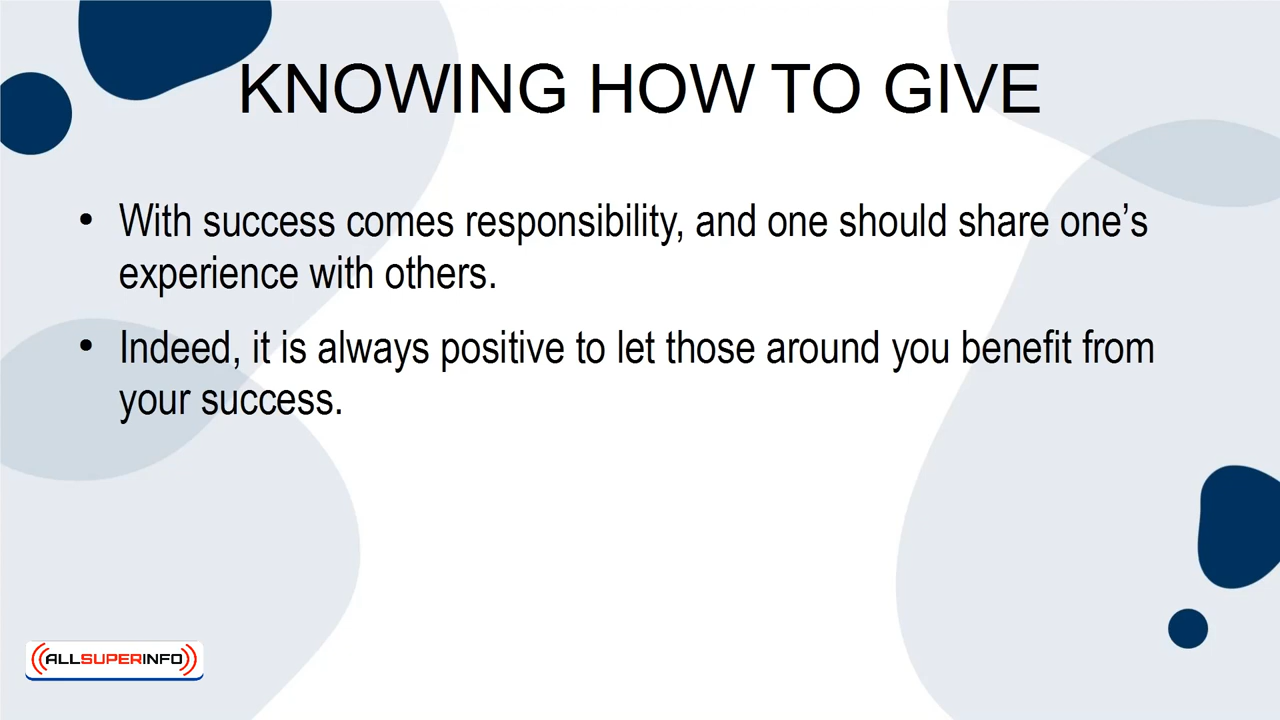 KNOWING HOW TO GIVE
• With success comes responsibility, and one should share one’s
experience with others.
• Indeed, it is always positive to let those around you benefit from
your success.
ALLSUPERINFO